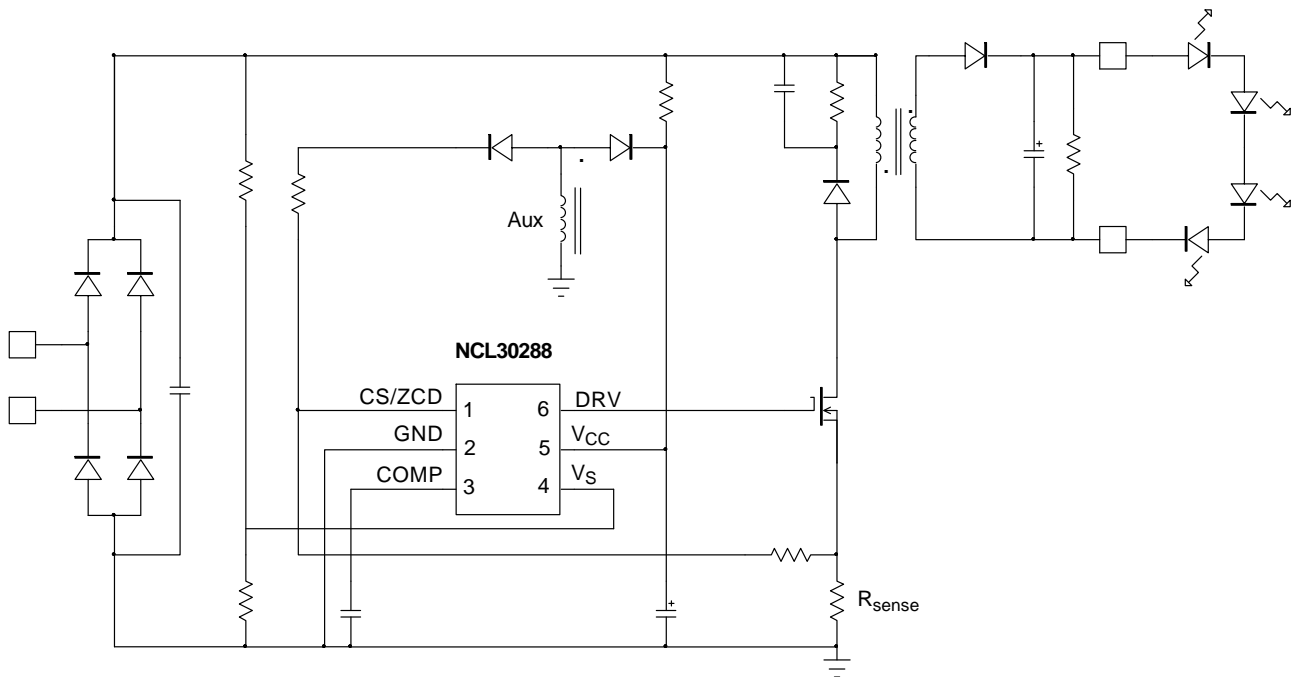 Aux
NCL30288
CS/ZCD 1 6 DRV
GND 2 5 VCC
COMP 3 4 VS
Rsense